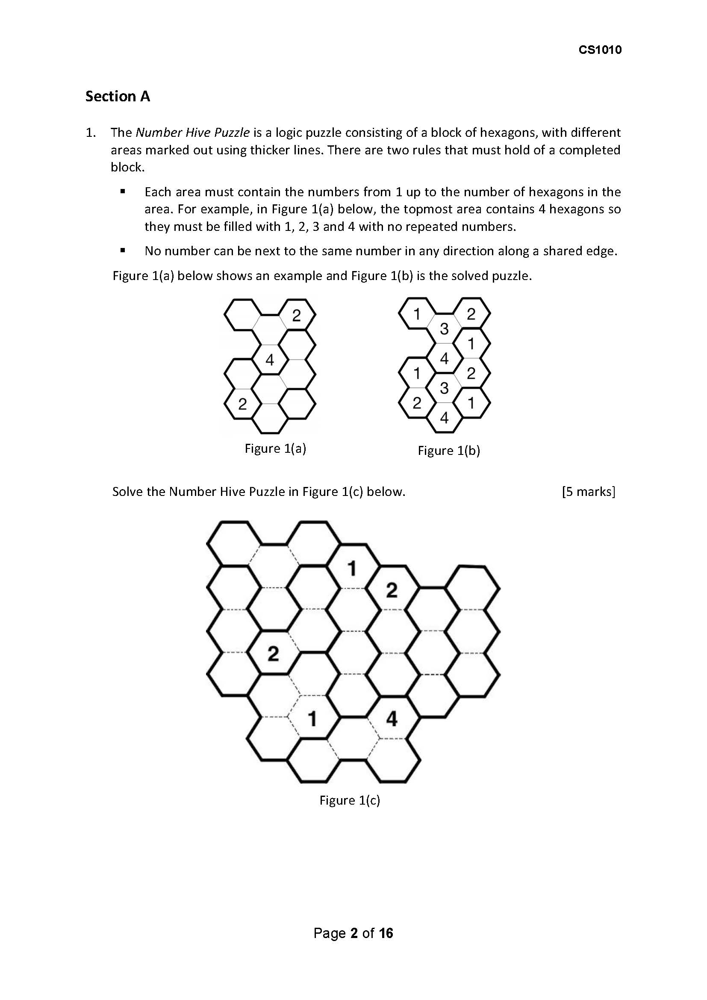 CS1010
Section A
1. The Number Hive Puzzle is a logic puzzle consisting of a block of hexagons, with different
areas marked out using thicker lines. There are two rules that must hold of a completed
block.
▪ Each area must contain the numbers from 1 up to the number of hexagons in the
area. For example, in Figure 1(a) below, the topmost area contains 4 hexagons so
they must be filled with 1, 2, 3 and 4 with no repeated numbers.
▪ No number can be next to the same number in any direction along a shared edge.
Figure 1(a) below shows an example and Figure 1(b) is the solved puzzle.
2
4
2
Figure 1(a)
1 2
3
1
4
1 2
3
2 1
4
Figure 1(b)
Solve the Number Hive Puzzle in Figure 1(c) below. [5 marks]
1
2
2
1 4
Figure 1(c)
Page 2 of 16